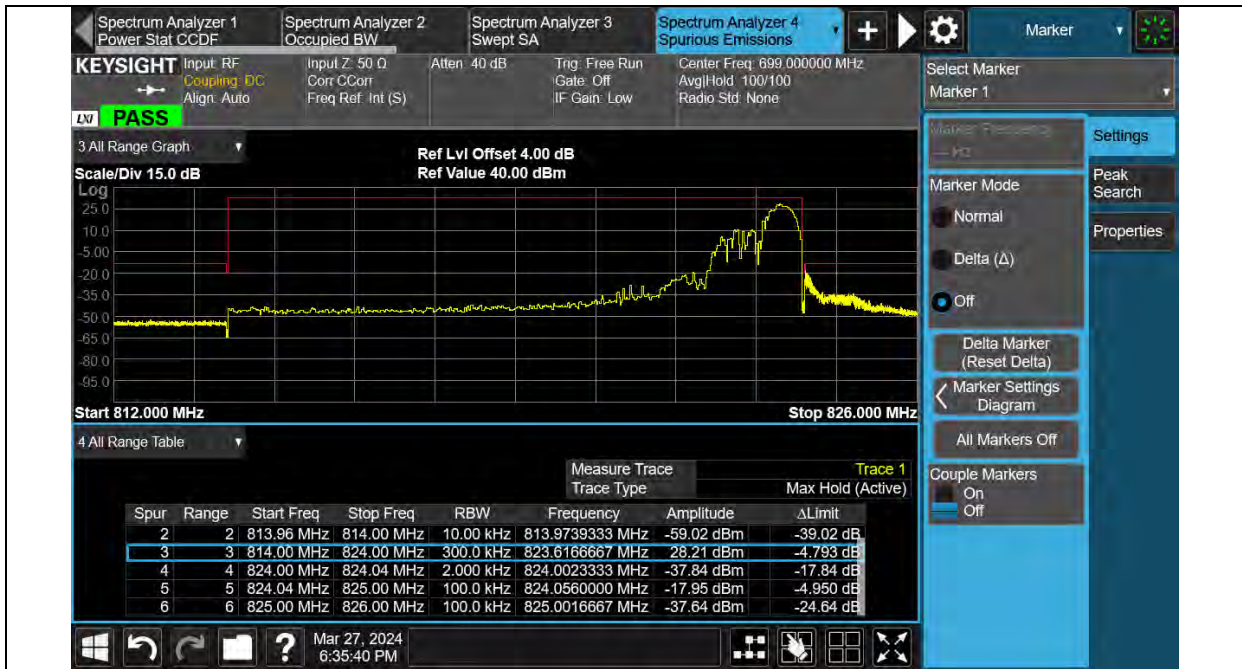 Spectrum Analyzer 1
Power Stat CCDF
Spectrum Analyzer 2
Occupied BW
Spectrum Analyzer 3
Swept SA
Spectrum Analyzer 4
Spurious Emissions
+
Marker
KEYSIGHT
Input: RF
Coupling: DC
Align: Auto
Input Z: 50 Ω
Corr CCorr
Freq Ref: Int (S)
Atten: 40 dB
Trig: Free Run
Gate: Off
IF Gain: Low
Center Freq: 699.000000 MHz
Avg|Hold: 100/100
Radio Std: None
LXI
PASS
3 All Range Graph
Scale/Div 15.0 dB
Ref Lvl Offset 4.00 dB
Ref Value 40.00 dBm
Log
25.0
10.0
-5.00
-20.0
-35.0
-50.0
-65.0
-80.0
-95.0
Start 812.000 MHz
Stop 826.000 MHz
4 All Range Table
Measure Trace Trace 1
Trace Type Max Hold (Active)
Spur Range Start Freq Stop Freq RBW Frequency Amplitude ΔLimit
2 2 813.96 MHz 814.00 MHz 10.00 kHz 813.9739333 MHz -59.02 dBm -39.02 dB
3 3 814.00 MHz 824.00 MHz 300.0 kHz 823.6166667 MHz 28.21 dBm -4.793 dB
4 4 824.00 MHz 824.04 MHz 2.000 kHz 824.0023333 MHz -37.84 dBm -17.84 dB
5 5 824.04 MHz 825.00 MHz 100.0 kHz 824.0560000 MHz -17.95 dBm -4.950 dB
6 6 825.00 MHz 826.00 MHz 100.0 kHz 825.0016667 MHz -37.64 dBm -24.64 dB
Select Marker
Marker 1
Marker Frequency
--- Hz
Settings
Peak
Search
Properties
Marker Mode
Normal
Delta (Δ)
Off
Delta Marker
(Reset Delta)
Marker Settings
Diagram
All Markers Off
Couple Markers
On
Off
?
Mar 27, 2024
6:35:40 PM